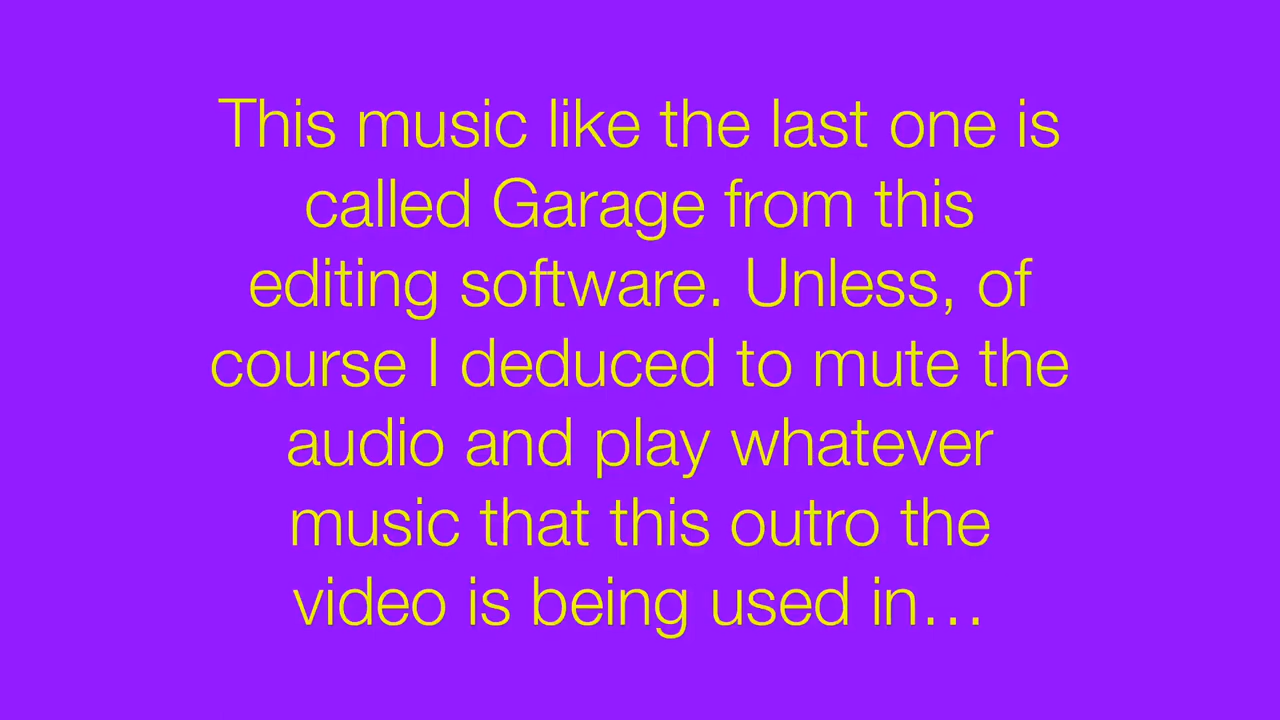 This music like the last one is
called Garage from this
editing software. Unless, of
course I deduced to mute the
audio and play whatever
music that this outro the
video is being used in…